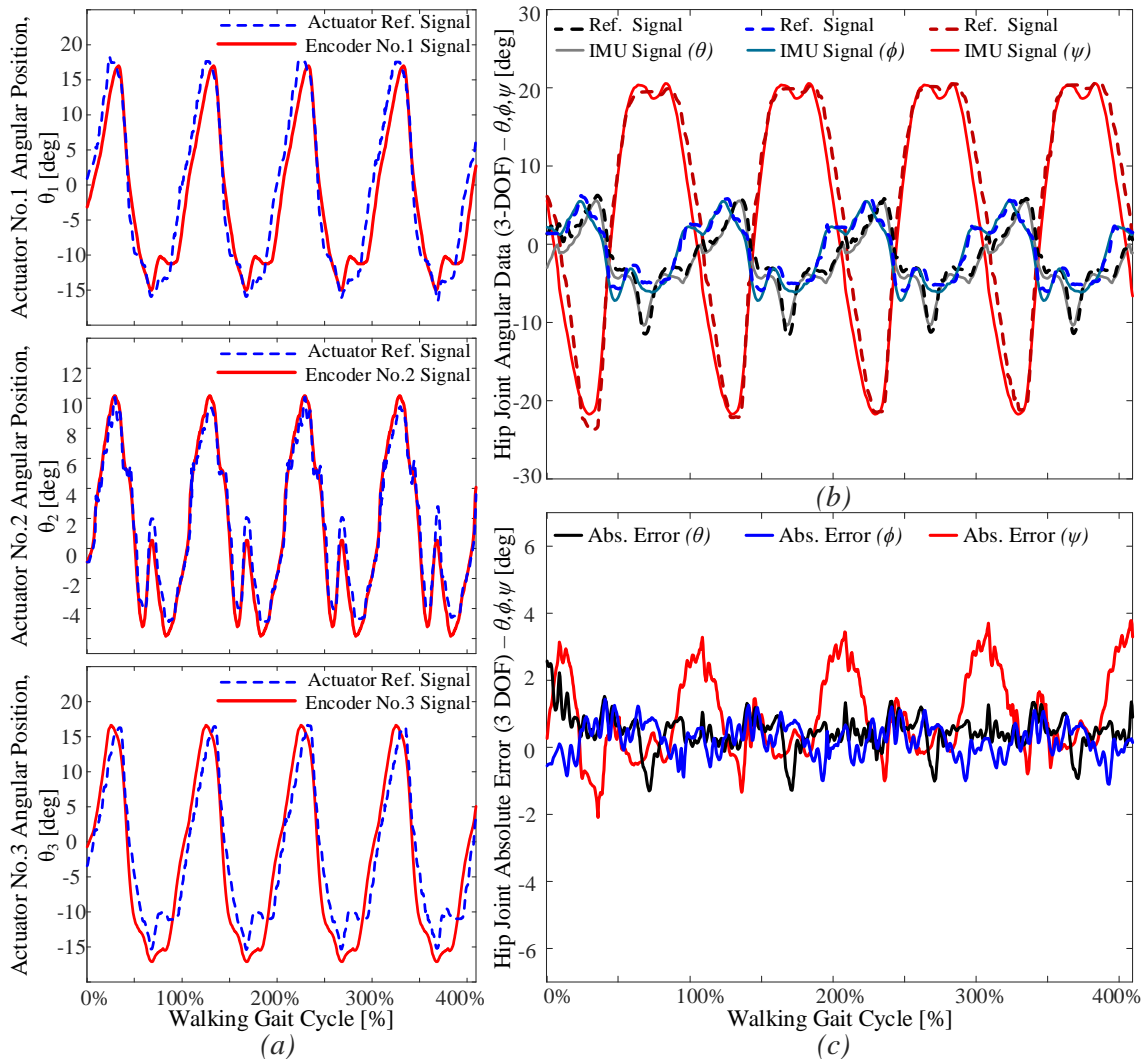 Actuator No.1 Angular Position,
θ1 [deg]
20
15
10
5
0
-5
-10
-15
Actuator Ref. Signal
Encoder No.1 Signal
Actuator No.2 Angular Position,
θ2 [deg]
12
10
8
6
4
2
0
-2
-4
Actuator Ref. Signal
Encoder No.2 Signal
Actuator No.3 Angular Position,
θ3 [deg]
20
15
10
5
0
-5
-10
-15
Actuator Ref. Signal
Encoder No.3 Signal
0% 100% 200% 300% 400%
Walking Gait Cycle [%]
(a)
Hip Joint Angular Data (3-DOF) − θ,ϕ,ψ [deg]
30
20
10
0
-10
-20
-30
Ref. Signal Ref. Signal Ref. Signal
IMU Signal (θ) IMU Signal (ϕ) IMU Signal (ψ)
(b)
Hip Joint Absolute Error (3 DOF) − θ,ϕ,ψ [deg]
6
4
2
0
-2
-4
-6
Abs. Error (θ) Abs. Error (ϕ) Abs. Error (ψ)
0% 100% 200% 300% 400%
Walking Gait Cycle [%]
(c)